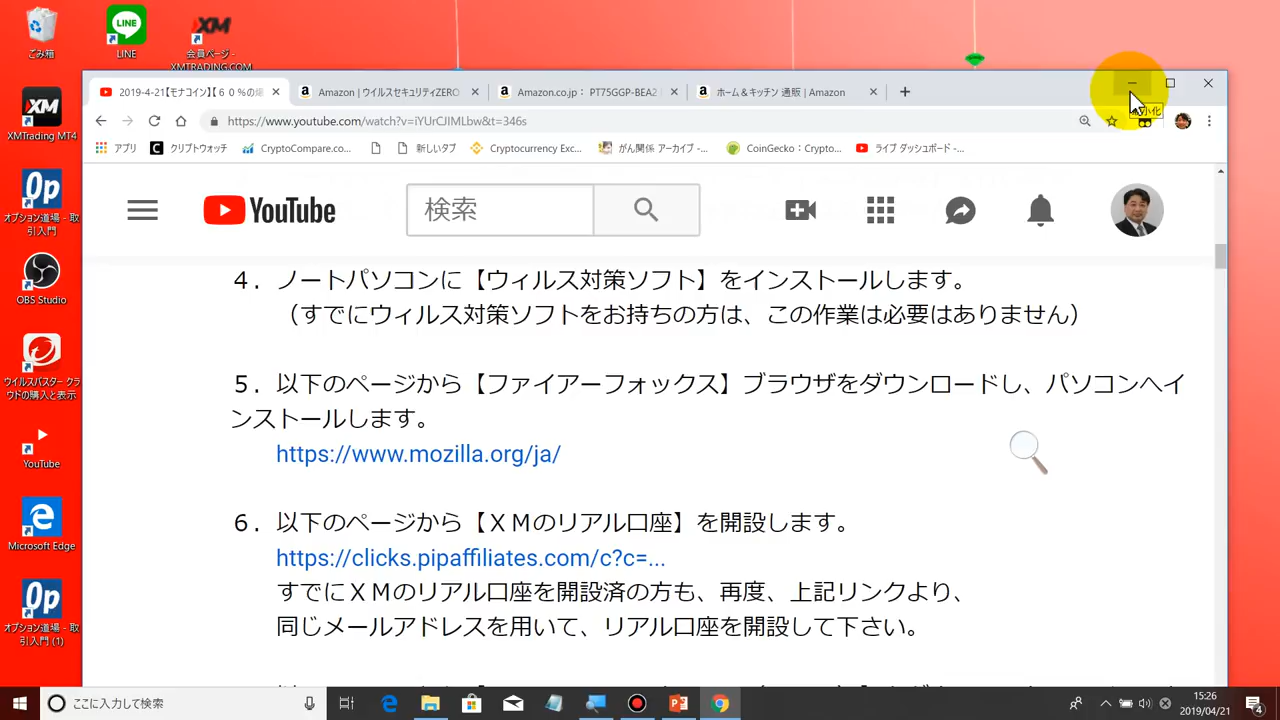 ごみ箱
LINE
会員ページ -
XMTRADING.COM
XMTrading MT4
オプション道場 - 取
引入門
OBS Studio
ウイルスバスター クラ
ウドの購入と表示
YouTube
Microsoft Edge
オプション道場 - 取
引入門 (1)
Amazon | ウイルスセキュリティZERO
Amazon.co.jp： PT75GGP-BEA2
ホーム＆キッチン 通販 | Amazon
https://www.youtube.com/watch?v=iYUrCJNfLbw&t=346s
アプリ
クリプトウォッチ
CryptoCompare.co...
新しいタブ
Cryptocurrency Exc...
がん関係 アーカイブ -...
CoinGecko：Crypto...
ライブ ダッシュボード -...
YouTube
検索
４．ノートパソコンに【ウィルス対策ソフト】をインストールします。
（すでにウィルス対策ソフトをお持ちの方は、この作業は必要はありません）
５．以下のページから【ファイアーフォックス】ブラウザをダウンロードし、パソコンへイ
ンストールします。
https://www.mozilla.org/ja/
６．以下のページから【ＸＭのリアル口座】を開設します。
https://clicks.pipaffiliates.com/c?c=...
すでにＸＭのリアル口座を開設済の方も、再度、上記リンクより、
同じメールアドレスを用いて、リアル口座を開設して下さい。
ここに入力して検索
15:26
2019/04/21
4